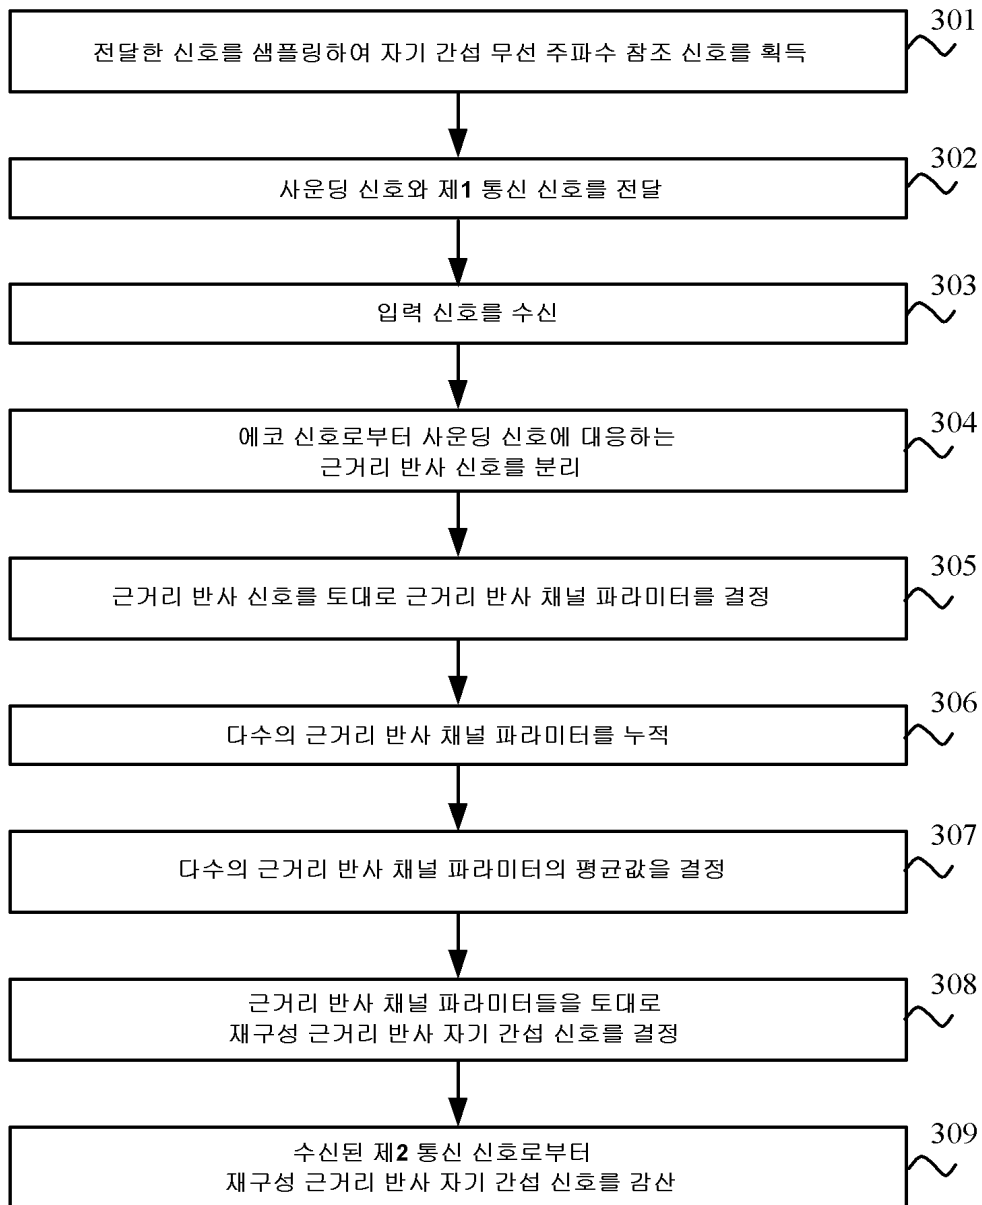 301
전달한 신호를 샘플링하여 자기 간섭 무선 주파수 참조 신호를 획득
302
사운딩 신호와 제1 통신 신호를 전달
303
입력 신호를 수신
304
에코 신호로부터 사운딩 신호에 대응하는
근거리 반사 신호를 분리
305
근거리 반사 신호를 토대로 근거리 반사 채널 파라미터를 결정
306
다수의 근거리 반사 채널 파라미터를 누적
307
다수의 근거리 반사 채널 파라미터의 평균값을 결정
308
근거리 반사 채널 파라미터들을 토대로
재구성 근거리 반사 자기 간섭 신호를 결정
309
수신된 제2 통신 신호로부터
재구성 근거리 반사 자기 간섭 신호를 감산